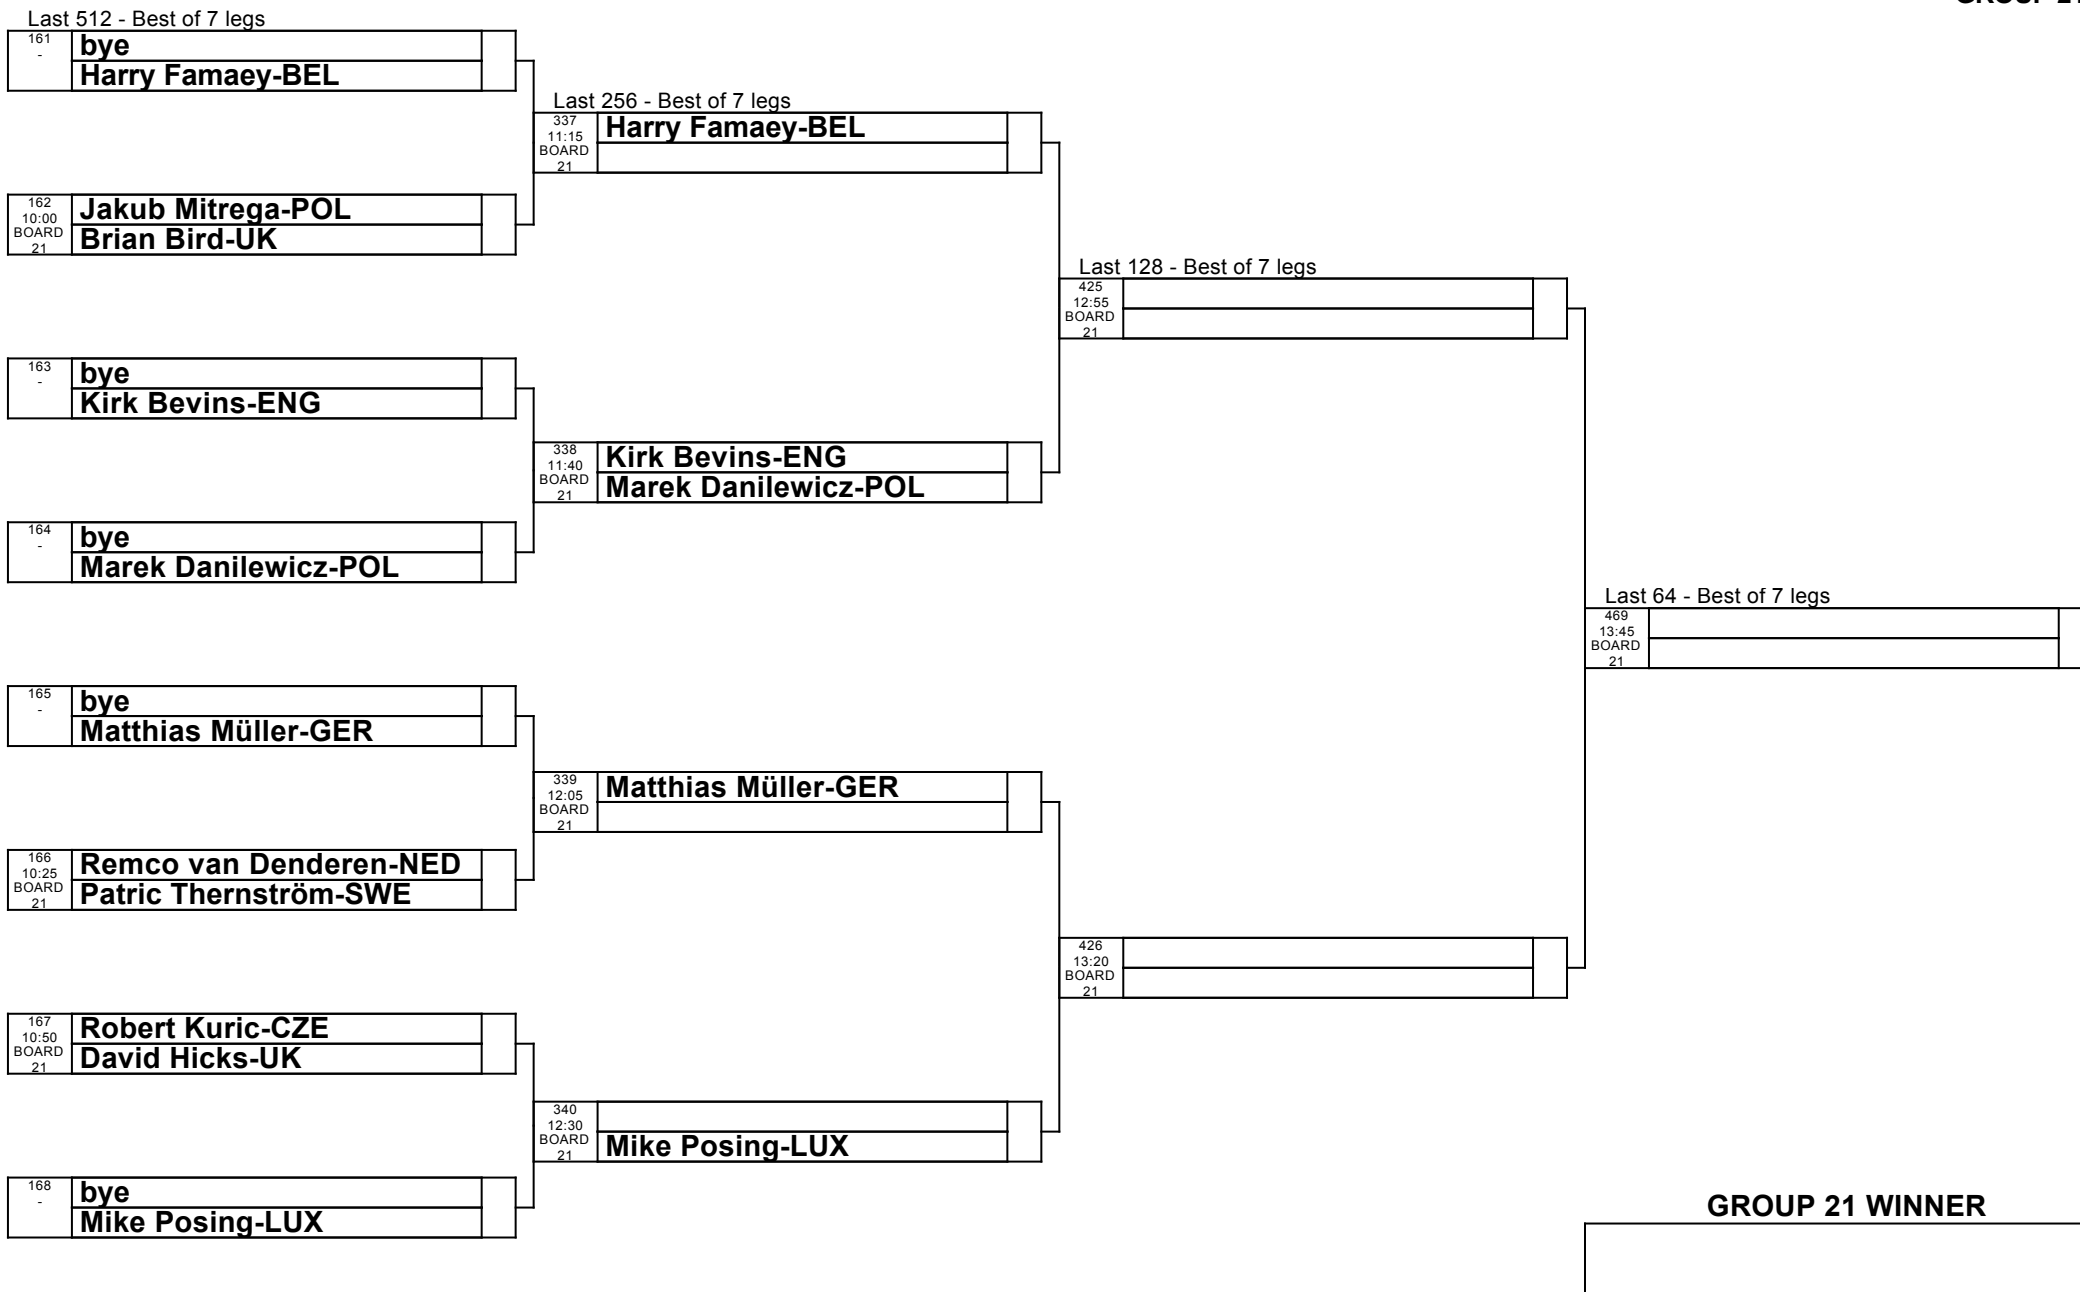 GROUP 21
Last 512 - Best of 7 legs
161
-
bye
Harry Famaey-BEL
Last 256 - Best of 7 legs
337
11:15
BOARD
21
Harry Famaey-BEL
162
10:00
BOARD
21
Jakub Mitrega-POL
Brian Bird-UK
Last 128 - Best of 7 legs
425
12:55
BOARD
21
163
-
bye
Kirk Bevins-ENG
338
11:40
BOARD
21
Kirk Bevins-ENG
Marek Danilewicz-POL
164
-
bye
Marek Danilewicz-POL
Last 64 - Best of 7 legs
469
13:45
BOARD
21
165
-
bye
Matthias Müller-GER
339
12:05
BOARD
21
Matthias Müller-GER
166
10:25
BOARD
21
Remco van Denderen-NED
Patric Thernström-SWE
426
13:20
BOARD
21
167
10:50
BOARD
21
Robert Kuric-CZE
David Hicks-UK
340
12:30
BOARD
21
Mike Posing-LUX
168
-
bye
Mike Posing-LUX
GROUP 21 WINNER